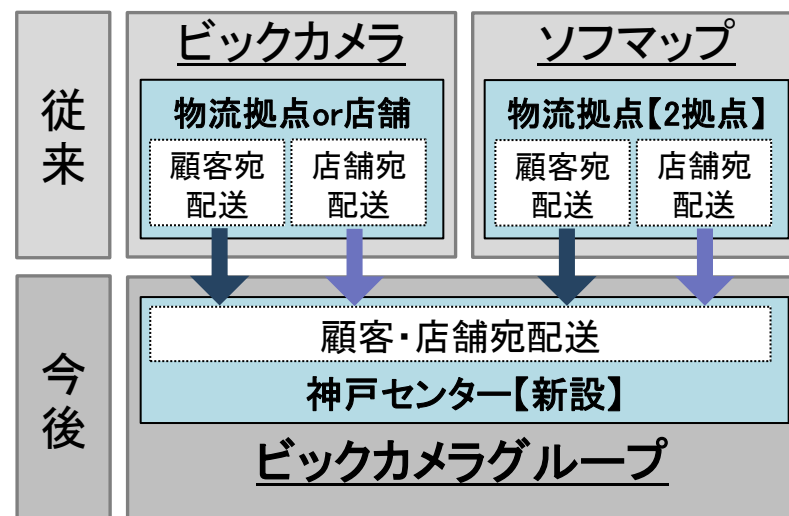 従
来
ビックカメラ
物流拠点or店舗
顧客宛
配送
店舗宛
配送
ソフマップ
物流拠点【2拠点】
顧客宛
配送
店舗宛
配送
今
後
顧客・店舗宛配送
神戸センター【新設】
ビックカメラグループ